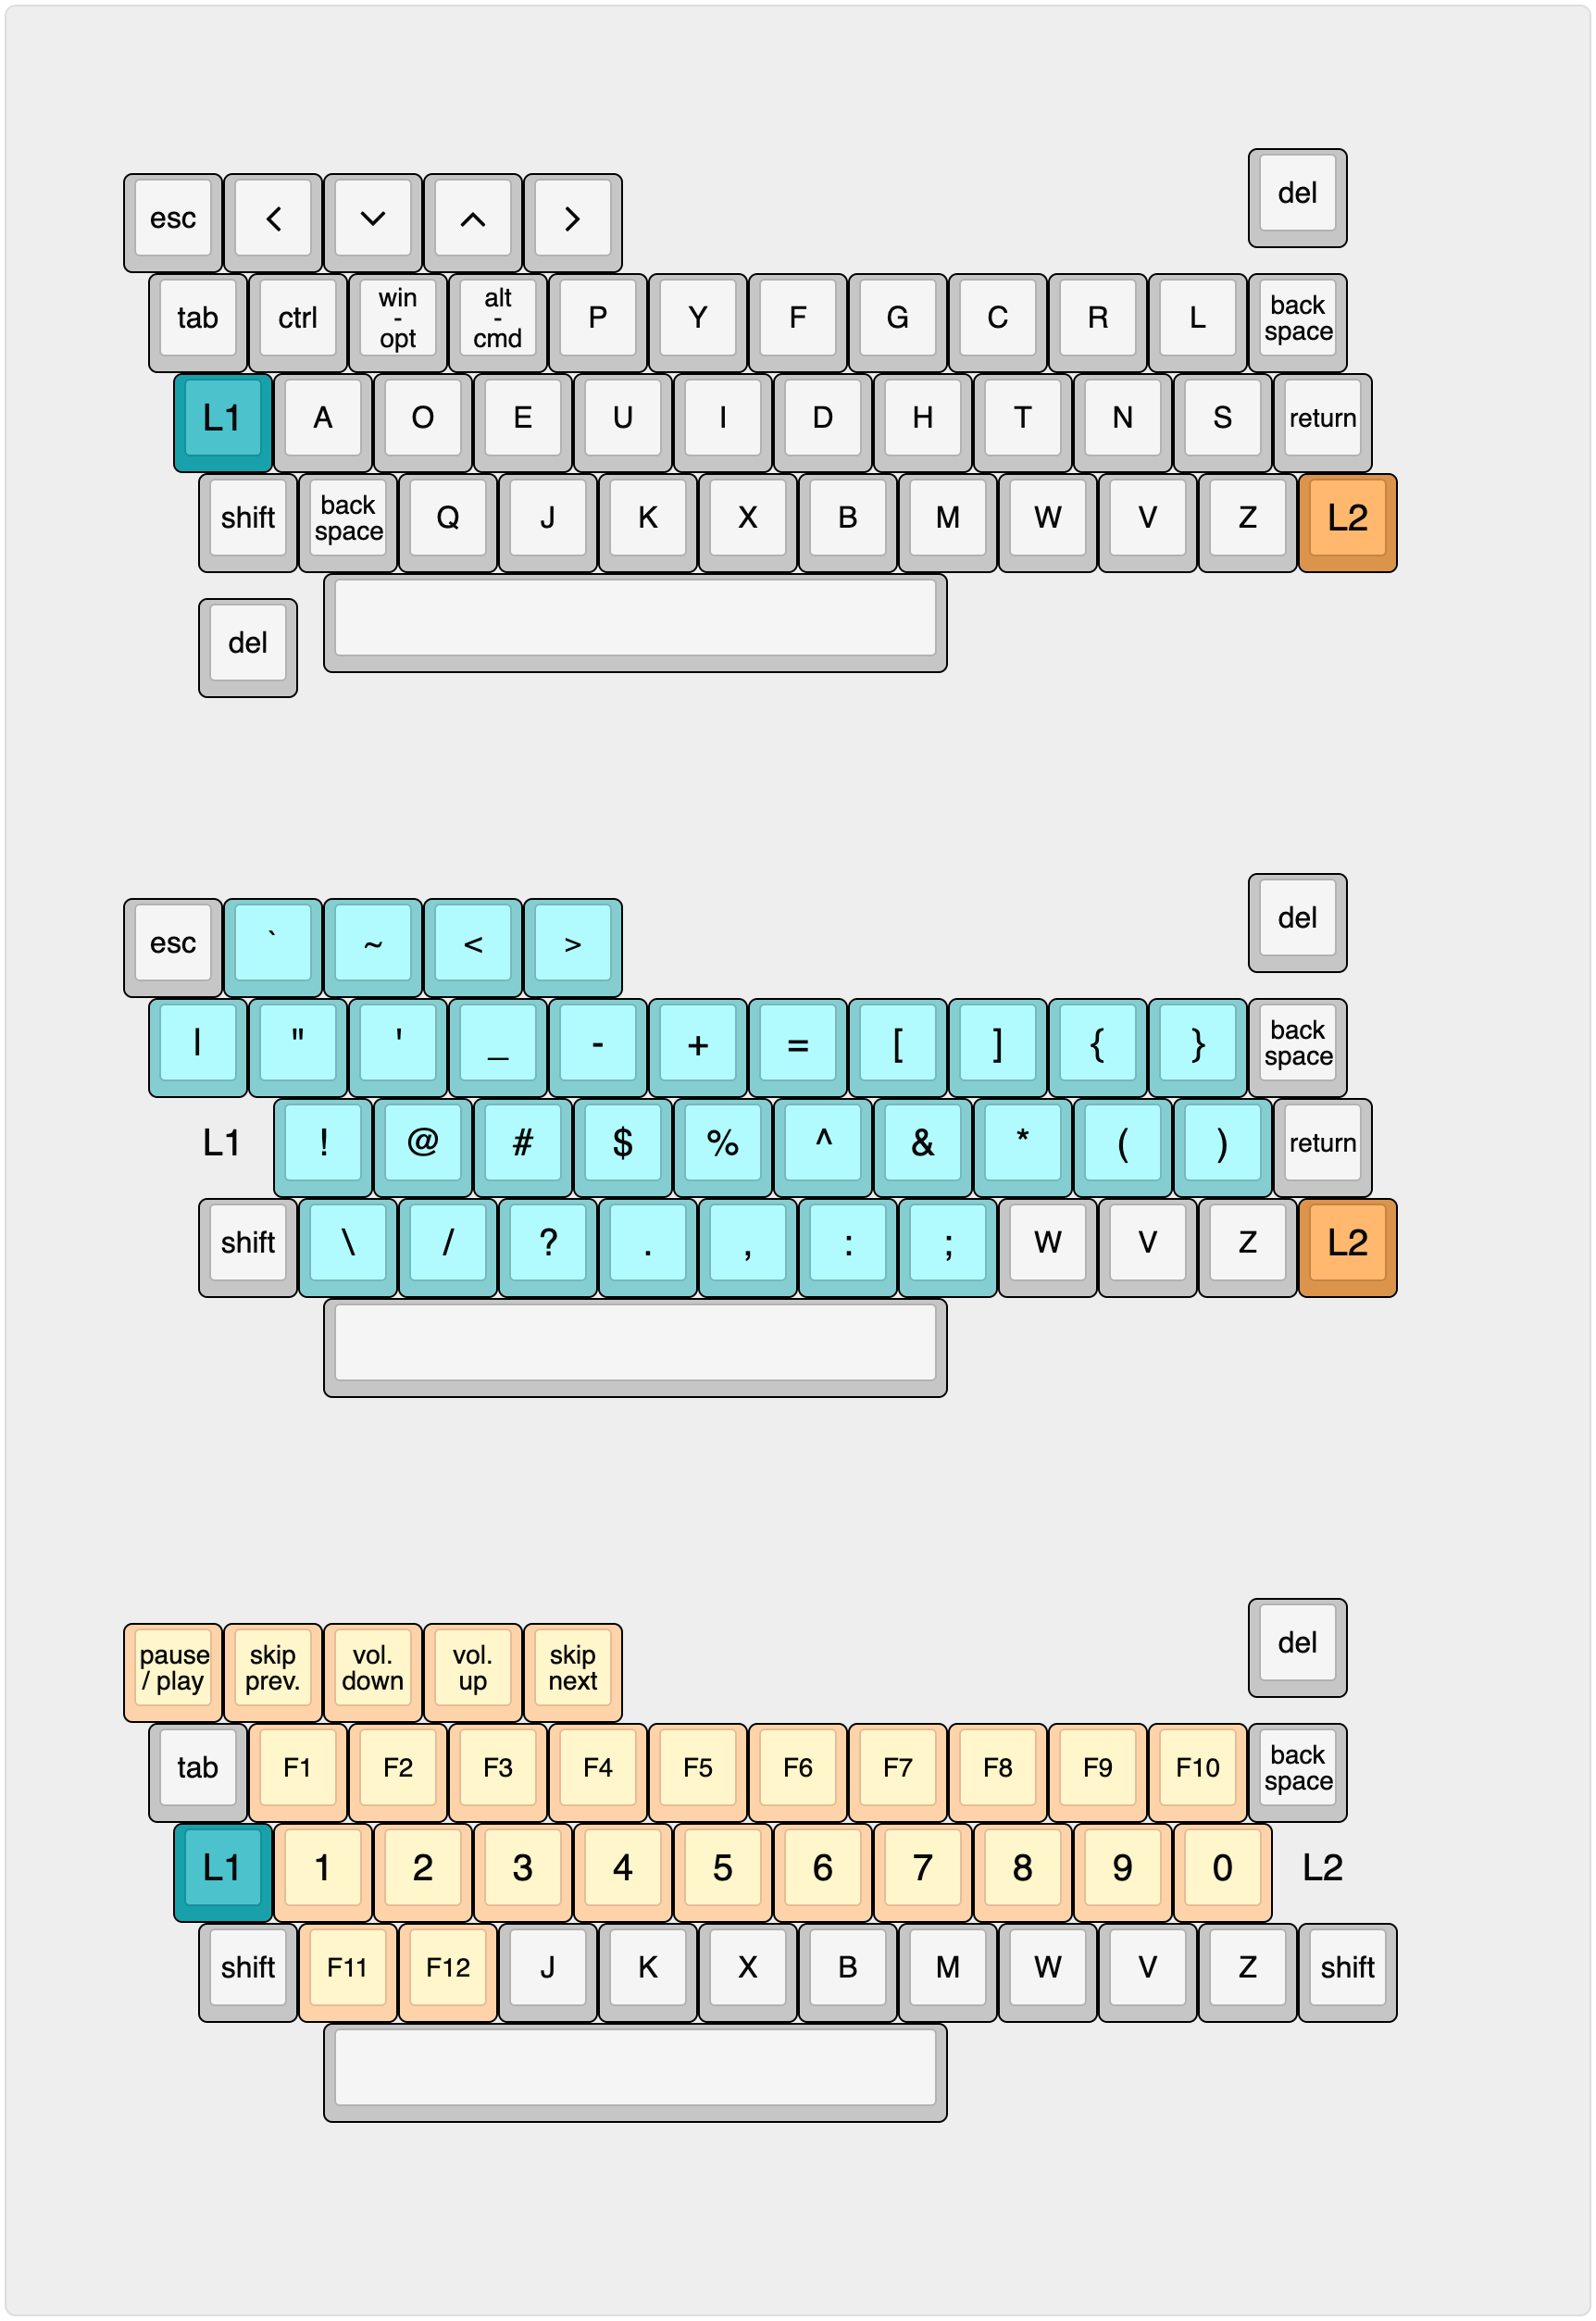 del
esc < ∨ ∧ >
tab ctrl win - opt alt - cmd P Y F G C R L back space
L1 A O E U I D H T N S return
shift back space Q J K X B M W V Z L2
del
del
esc ` ~ < >
| " ' _ - + = [ ] { } back space
L1 ! @ # $ % ^ & * ( ) return
shift \ / ? . , : ; W V Z L2
del
pause / play skip prev. vol. down vol. up skip next
tab F1 F2 F3 F4 F5 F6 F7 F8 F9 F10 back space
L1 1 2 3 4 5 6 7 8 9 0 L2
shift F11 F12 J K X B M W V Z shift